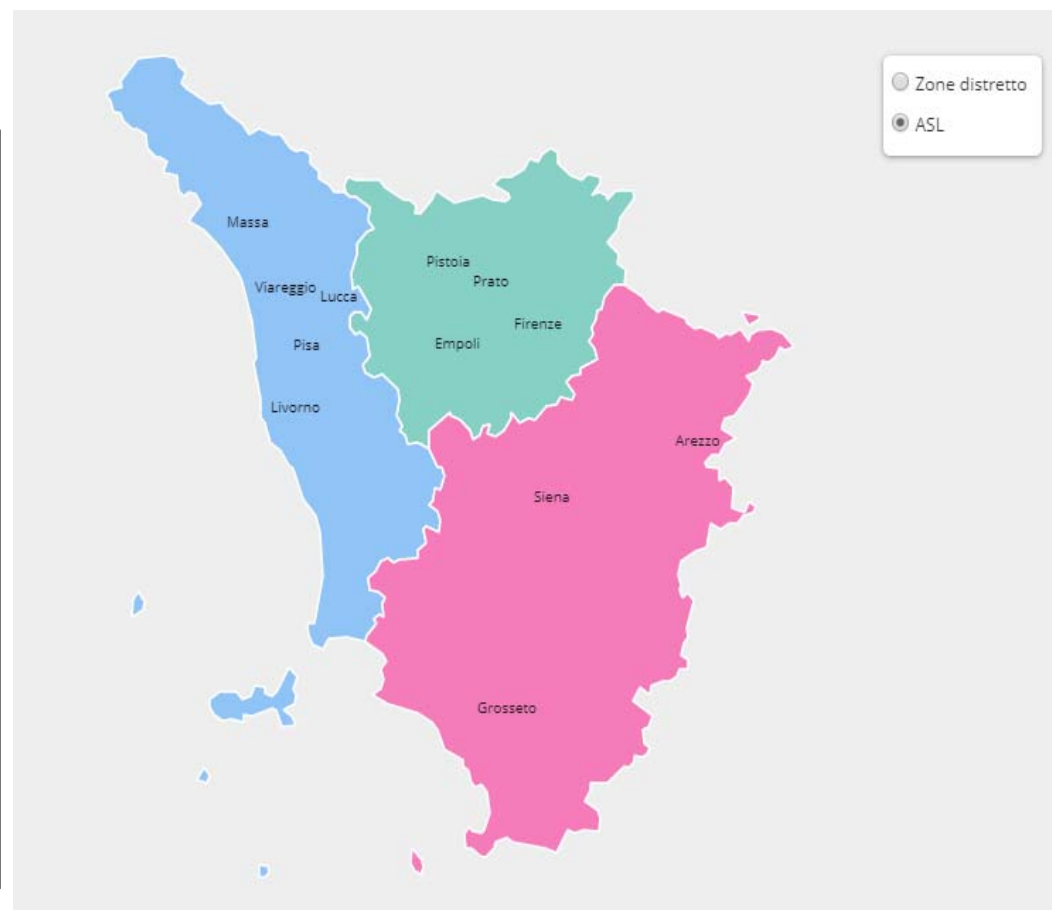 Zone distretto
ASL
Massa
Pistoia
Prato
Viareggio
Lucca
Firenze
Pisa
Empoli
Livorno
Arezzo
Siena
Grosseto